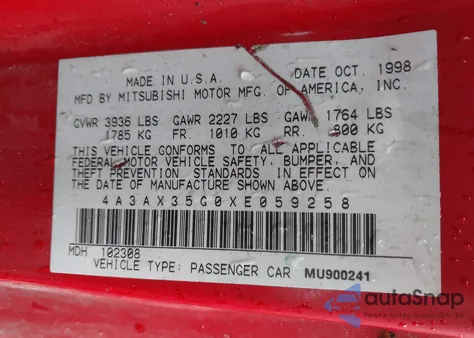 MADE IN U.S.A. DATE OCT. 1998
MFD BY MITSUBISHI MOTOR MFG. OF AMERICA, INC.
GVWR 3936 LBS GAWR 2227 LBS GAWR 1764 LBS
1785 KG FR. 1010 KG RR. 800 KG
THIS VEHICLE CONFORMS TO ALL APPLICABLE
FEDERAL MOTOR VEHICLE SAFETY, BUMPER, AND
THEFT PREVENTION STANDARDS IN EFFECT ON
THE DATE OF MANUFACTURE SHOWN ABOVE.
4A3AX35G0XE059258
MDH 102308
VEHICLE TYPE: PASSENGER CAR MU900241
autoSnap